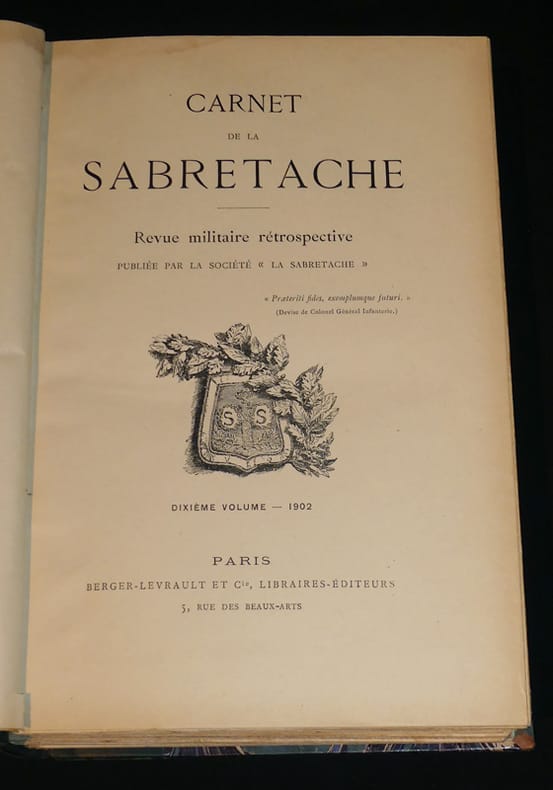 CARNET
DE LA
SABRETACHE
Revue militaire rétrospective
PUBLIÉE PAR LA SOCIÉTÉ « LA SABRETACHE »
« Præteriti fides, exemplumque futuri. »
(Devise de Colonel Général Infanterie.)
S S
DIXIÈME VOLUME — 1902
PARIS
BERGER-LEVRAULT ET Cie, LIBRAIRES-ÉDITEURS
5, RUE DES BEAUX-ARTS